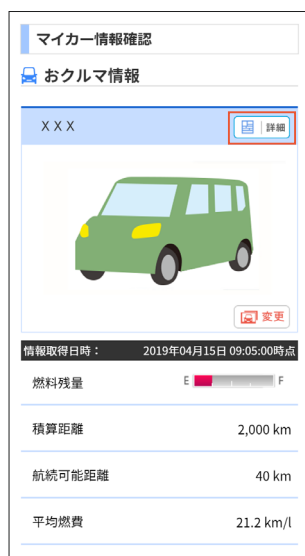 マイカー情報確認
おクルマ情報
X X X
詳細
変更
情報取得日時： 2019年04月15日 09:05:00時点
燃料残量 E F
積算距離 2,000 km
航続可能距離 40 km
平均燃費 21.2 km/l